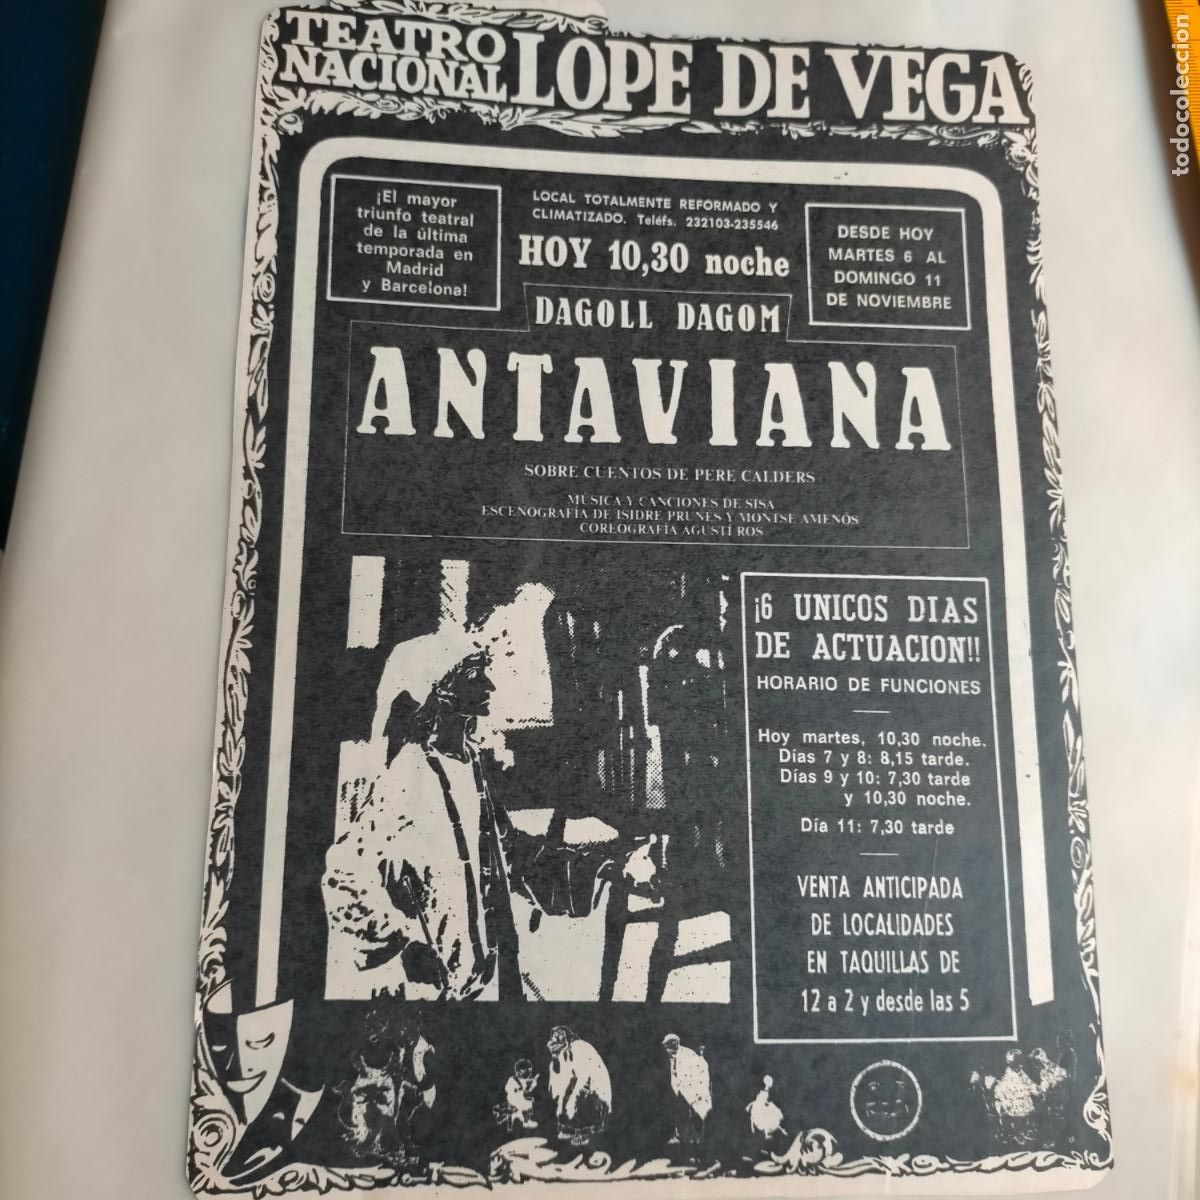 TEATRO
NACIONAL LOPE DE VEGA
¡El mayor
triunfo teatral
de la última
temporada en
Madrid
y Barcelona!
LOCAL TOTALMENTE REFORMADO Y
CLIMATIZADO. Teléfs. 232103-235546
HOY 10,30 noche
DESDE HOY
MARTES 6 AL
DOMINGO 11
DE NOVIEMBRE
DAGOLL DAGOM
ANTAVIANA
SOBRE CUENTOS DE PERE CALDERS
MÚSICA Y CANCIONES DE SISA
ESCENOGRAFÍA DE ISIDRE PRUNES Y MONTSE AMENÓS
COREOGRAFÍA AGUSTÍ ROS
¡6 UNICOS DIAS
DE ACTUACION!!
HORARIO DE FUNCIONES
Hoy martes, 10,30 noche.
Días 7 y 8: 8,15 tarde.
Días 9 y 10: 7,30 tarde
y 10,30 noche.
Día 11: 7,30 tarde
VENTA ANTICIPADA
DE LOCALIDADES
EN TAQUILLAS DE
12 a 2 y desde las 5
todocoleccion